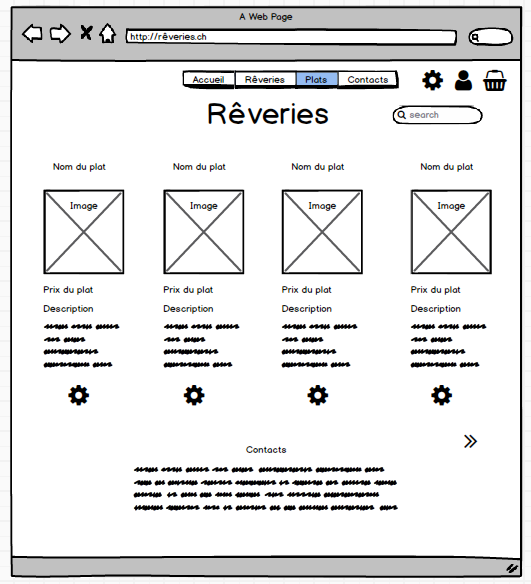 A Web Page
http://rêveries.ch
Accueil Rêveries Plats Contacts
Rêveries
search
Nom du plat Nom du plat Nom du plat Nom du plat
Image Image Image Image
Prix du plat Prix du plat Prix du plat Prix du plat
Description Description Description Description
Contacts